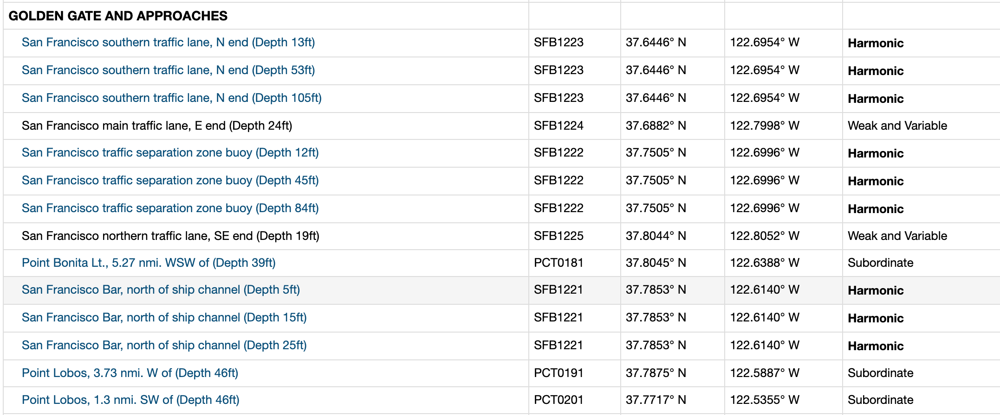 GOLDEN GATE AND APPROACHES
San Francisco southern traffic lane, N end (Depth 13ft) SFB1223 37.6446° N 122.6954° W Harmonic
San Francisco southern traffic lane, N end (Depth 53ft) SFB1223 37.6446° N 122.6954° W Harmonic
San Francisco southern traffic lane, N end (Depth 105ft) SFB1223 37.6446° N 122.6954° W Harmonic
San Francisco main traffic lane, E end (Depth 24ft) SFB1224 37.6882° N 122.7998° W Weak and Variable
San Francisco traffic separation zone buoy (Depth 12ft) SFB1222 37.7505° N 122.6996° W Harmonic
San Francisco traffic separation zone buoy (Depth 45ft) SFB1222 37.7505° N 122.6996° W Harmonic
San Francisco traffic separation zone buoy (Depth 84ft) SFB1222 37.7505° N 122.6996° W Harmonic
San Francisco northern traffic lane, SE end (Depth 19ft) SFB1225 37.8044° N 122.8052° W Weak and Variable
Point Bonita Lt., 5.27 nmi. WSW of (Depth 39ft) PCT0181 37.8045° N 122.6388° W Subordinate
San Francisco Bar, north of ship channel (Depth 5ft) SFB1221 37.7853° N 122.6140° W Harmonic
San Francisco Bar, north of ship channel (Depth 15ft) SFB1221 37.7853° N 122.6140° W Harmonic
San Francisco Bar, north of ship channel (Depth 25ft) SFB1221 37.7853° N 122.6140° W Harmonic
Point Lobos, 3.73 nmi. W of (Depth 46ft) PCT0191 37.7875° N 122.5887° W Subordinate
Point Lobos, 1.3 nmi. SW of (Depth 46ft) PCT0201 37.7717° N 122.5355° W Subordinate